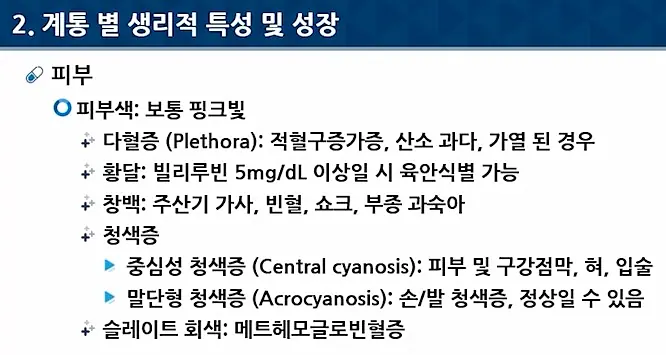 2. 계통 별 생리적 특성 및 성장
피부
피부색: 보통 핑크빛
다혈증 (Plethora): 적혈구증가증, 산소 과다, 가열 된 경우
황달: 빌리루빈 5mg/dL 이상일 시 육안식별 가능
창백: 주산기 가사, 빈혈, 쇼크, 부종 과숙아
청색증
중심성 청색증 (Central cyanosis): 피부 및 구강점막, 혀, 입술
말단형 청색증 (Acrocyanosis): 손/발 청색증, 정상일 수 있음
슬레이트 회색: 메트헤모글로빈혈증